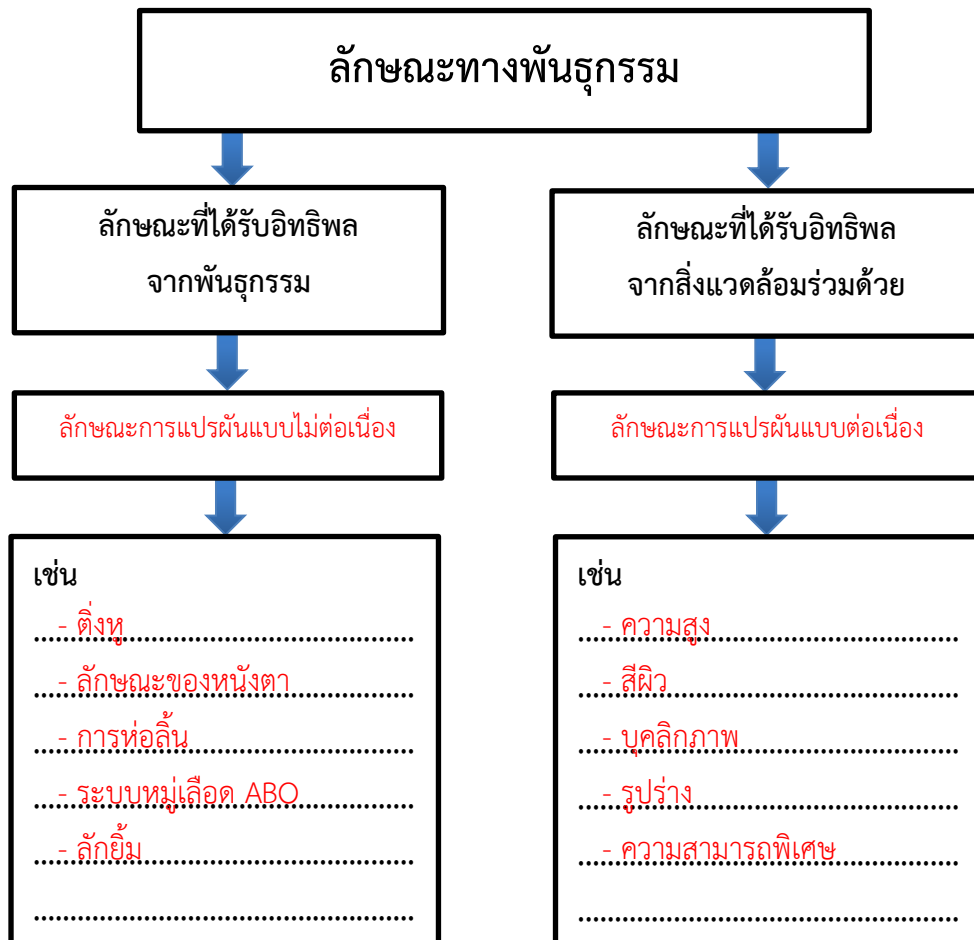 ลักษณะทางพันธุกรรม
ลักษณะที่ได้รับอิทธิพล
จากพันธุกรรม
ลักษณะการแปรผันแบบไม่ต่อเนื่อง
เช่น
- ติ่งหู
- ลักษณะของหนังตา
- การห่อลิ้น
- ระบบหมู่เลือด ABO
- ลักยิ้ม
ลักษณะที่ได้รับอิทธิพล
จากสิ่งแวดล้อมร่วมด้วย
ลักษณะการแปรผันแบบต่อเนื่อง
เช่น
- ความสูง
- สีผิว
- บุคลิกภาพ
- รูปร่าง
- ความสามารถพิเศษ